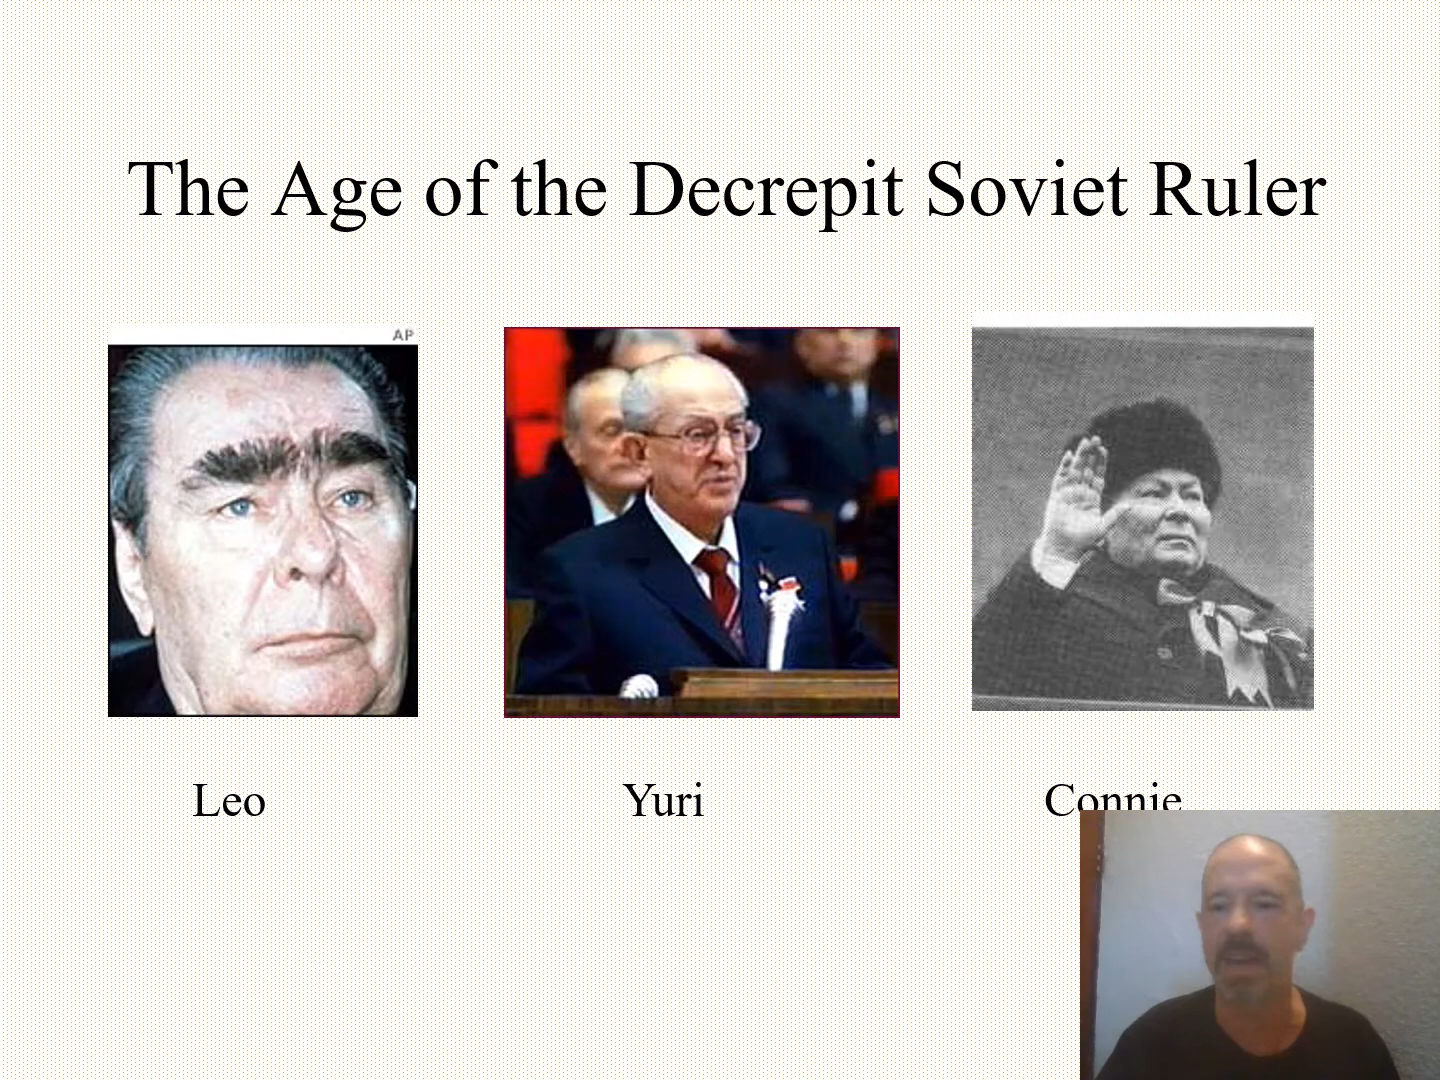 The Age of the Decrepit Soviet Ruler
AP
Leo
Yuri
Connie